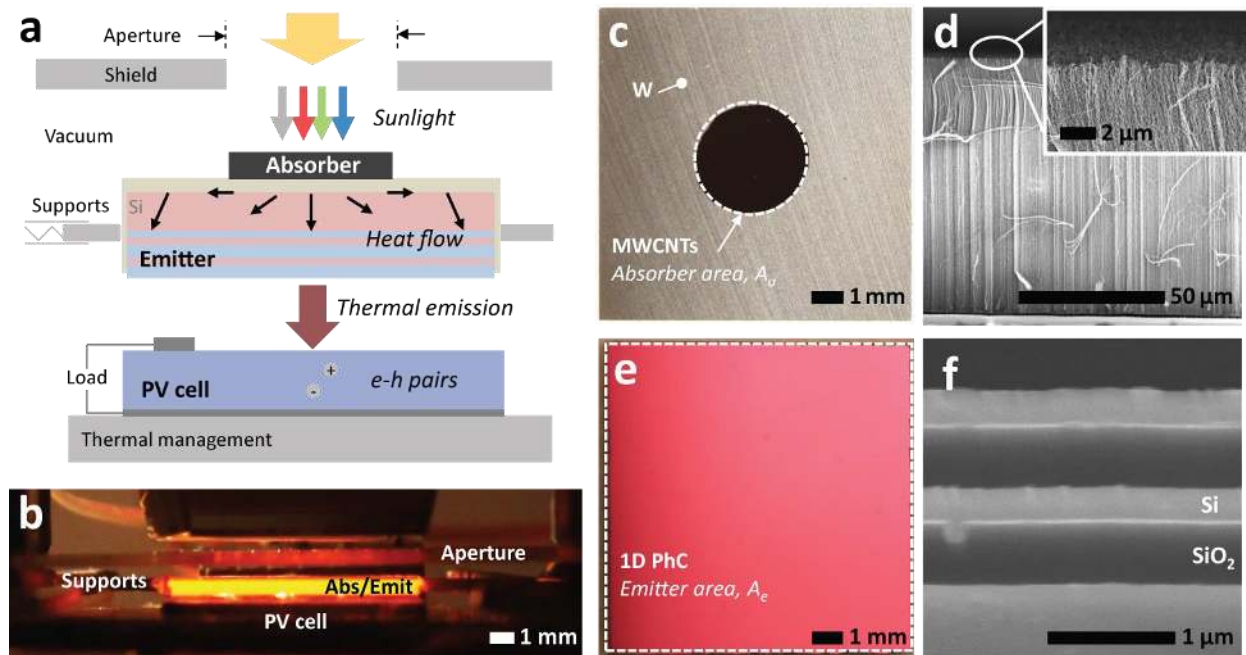 a
Aperture
Shield
Sunlight
Vacuum
Absorber
Supports
Si
Heat flow
Emitter
Thermal emission
Load
PV cell
+
-
e-h pairs
Thermal management
b
Aperture
Supports
Abs/Emit
PV cell
1 mm
c
W
MWCNTs
Absorber area, Aₐ
1 mm
d
2 µm
50 µm
e
1D PhC
Emitter area, Aₑ
1 mm
f
Si
SiO₂
1 µm